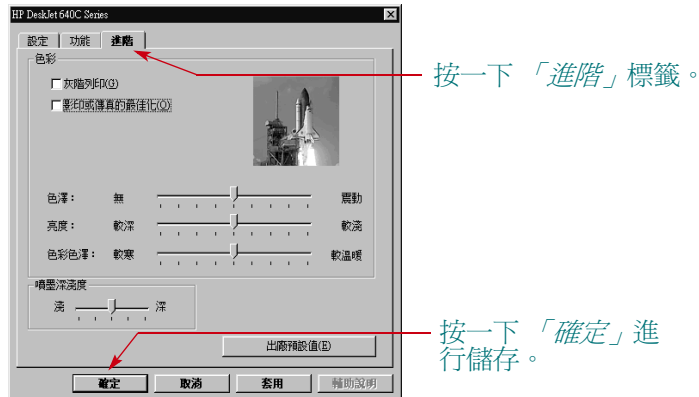 HP DeskJet 640C Series
設定 功能 進階
色彩
灰階列印(G)
影印或傳真的最佳化(O)
色澤： 無 震動
亮度： 較深 較淺
色彩色澤： 較寒 較溫暖
噴墨深淺度
淺 深
出廠預設值(E)
確定 取消 套用 輔助說明
按一下「進階」標籤。
按一下「確定」進
行儲存。